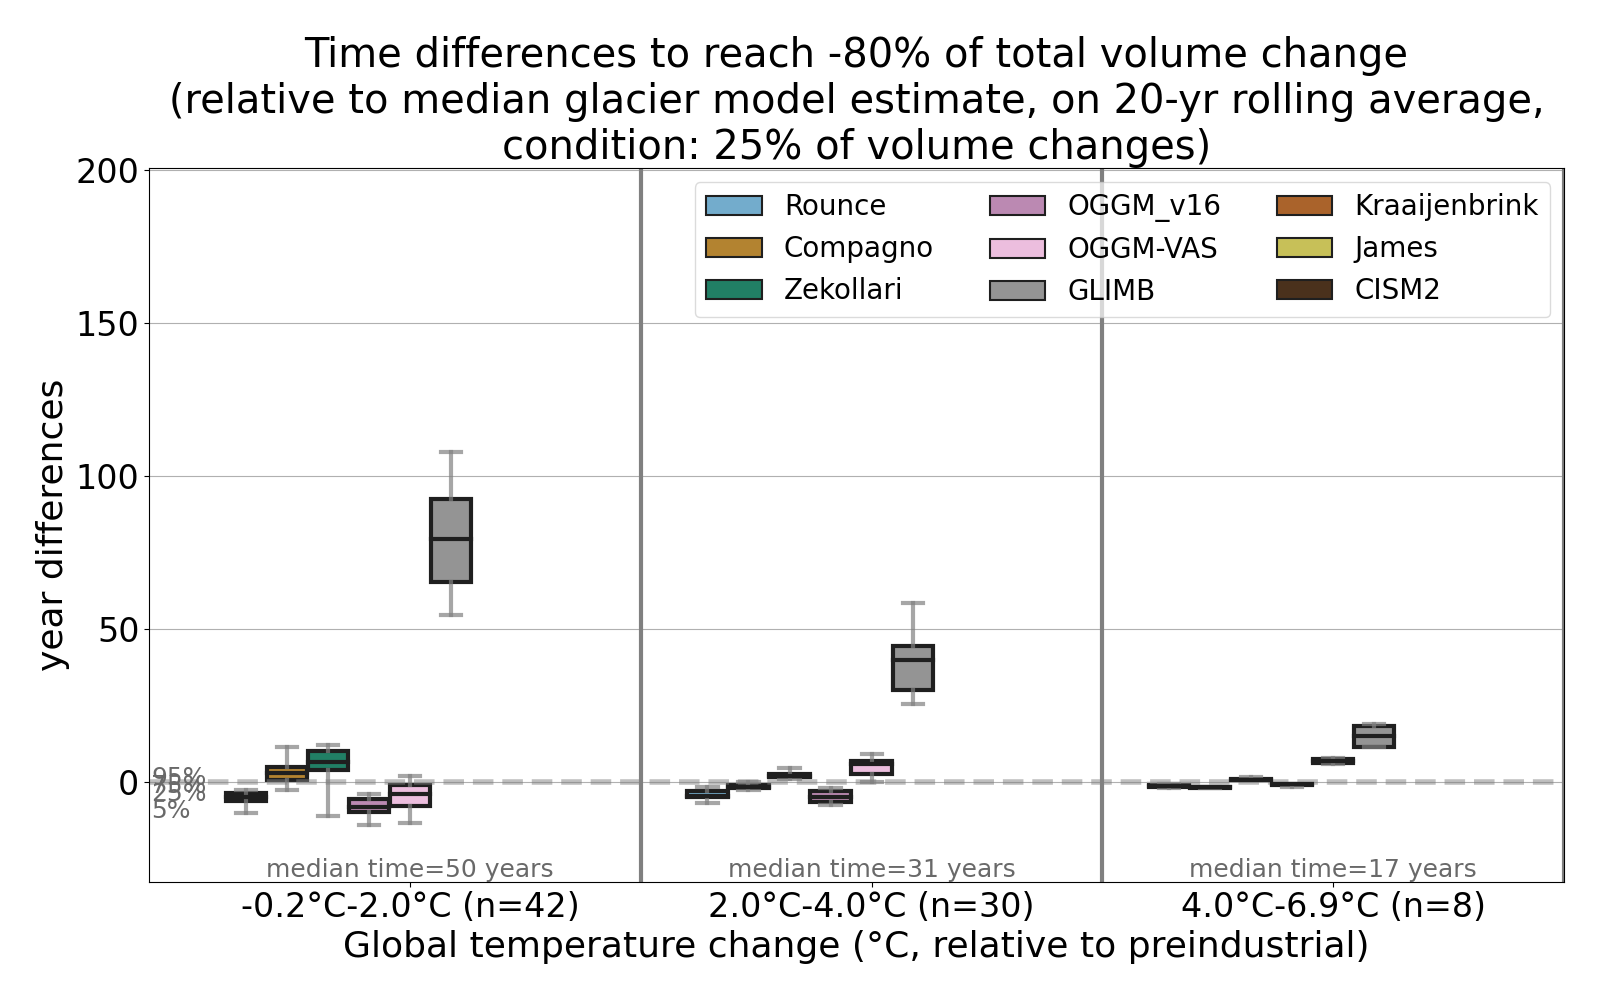 Time differences to reach -80% of total volume change
(relative to median glacier model estimate, on 20-yr rolling average,
condition: 25% of volume changes)
200
150
100
50
0
year differences
Rounce
Compagno
Zekollari
OGGM_v16
OGGM-VAS
GLIMB
Kraaijenbrink
James
CISM2
95%
75%
25%
5%
median time=50 years
median time=31 years
median time=17 years
-0.2°C-2.0°C (n=42)
2.0°C-4.0°C (n=30)
4.0°C-6.9°C (n=8)
Global temperature change (°C, relative to preindustrial)